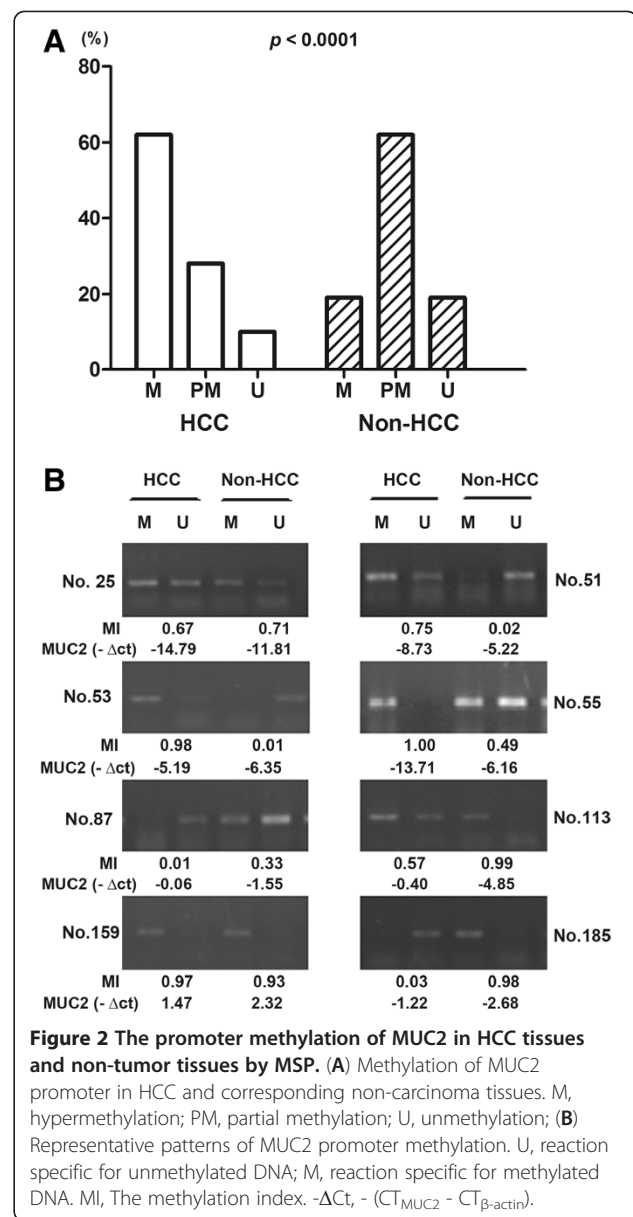 A (%) p < 0.0001
80
60
40
20
0
M PM U M PM U
HCC Non-HCC
B HCC Non-HCC HCC Non-HCC
M U M U M U M U
No. 25 No.51
MI 0.67 0.71 0.75 0.02
MUC2 (- Δct) -14.79 -11.81 -8.73 -5.22
No.53 No.55
MI 0.98 0.01 1.00 0.49
MUC2 (- Δct) -5.19 -6.35 -13.71 -6.16
No.87 No.113
MI 0.01 0.33 0.57 0.99
MUC2 (- Δct) -0.06 -1.55 -0.40 -4.85
No.159 No.185
MI 0.97 0.93 0.03 0.98
MUC2 (- Δct) 1.47 2.32 -1.22 -2.68
Figure 2 The promoter methylation of MUC2 in HCC tissues
and non-tumor tissues by MSP. (A) Methylation of MUC2
promoter in HCC and corresponding non-carcinoma tissues. M,
hypermethylation; PM, partial methylation; U, unmethylation; (B)
Representative patterns of MUC2 promoter methylation. U, reaction
specific for unmethylated DNA; M, reaction specific for methylated
DNA. MI, The methylation index. -ΔCt, - (CTMUC2 - CTβ-actin).